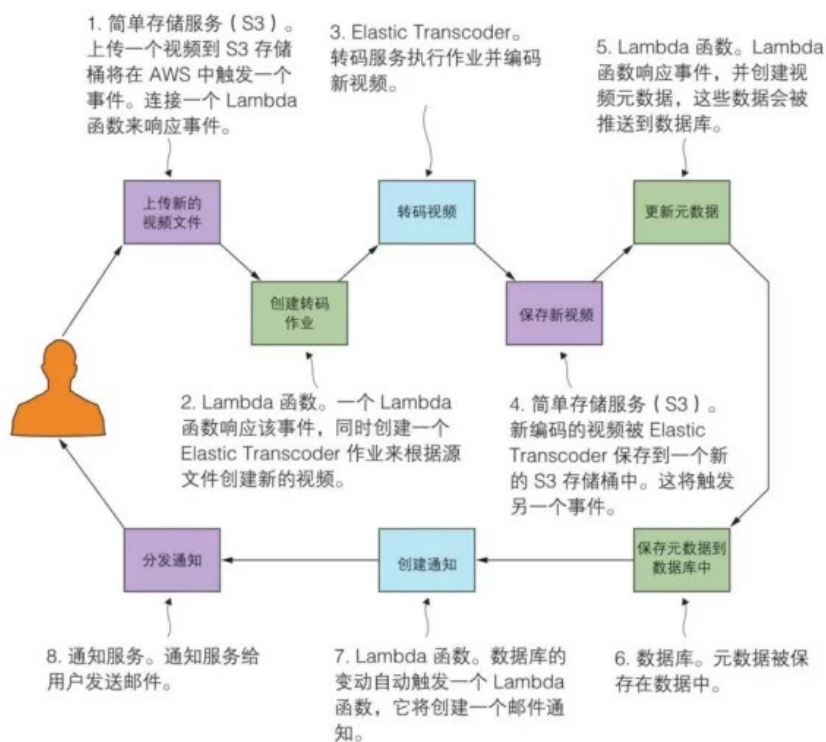 1. 简单存储服务（S3）。
上传一个视频到 S3 存储
桶将在 AWS 中触发一个
事件。连接一个 Lambda
函数来响应事件。
3. Elastic Transcoder。
转码服务执行作业并编码
新视频。
5. Lambda 函数。Lambda
函数响应事件，并创建视
频元数据，这些数据会被
推送到数据库。
上传新的
视频文件
转码视频
更新元数据
创建转码
作业
保存新视频
2. Lambda 函数。一个 Lambda
函数响应该事件，同时创建一个
Elastic Transcoder 作业来根据源
文件创建新的视频。
4. 简单存储服务（S3）。
新编码的视频被 Elastic
Transcoder 保存到一个新
的 S3 存储桶中。这将触发
另一个事件。
分发通知
创建通知
保存元数据到
数据库中
8. 通知服务。通知服务给
用户发送邮件。
7. Lambda 函数。数据库的
变动自动触发一个 Lambda
函数，它将创建一个邮件通
知。
6. 数据库。元数据被保
存在数据中。